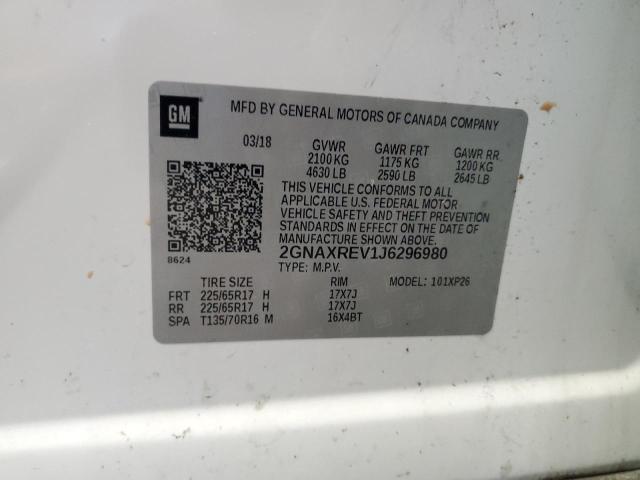 GM
MFD BY GENERAL MOTORS OF CANADA COMPANY
03/18 GVWR GAWR FRT GAWR RR
2100 KG 1175 KG 1200 KG
4630 LB 2590 LB 2645 LB
THIS VEHICLE CONFORMS TO ALL
APPLICABLE U.S. FEDERAL MOTOR
VEHICLE SAFETY AND THEFT PREVENTION
STANDARDS IN EFFECT ON THE DATE OF
MANUFACTURE SHOWN ABOVE.
8624 2GNAXREV1J6296980
TYPE: M.P.V. MODEL: 101XP26
TIRE SIZE RIM
FRT 225/65R17 H 17X7J
RR 225/65R17 H 17X7J
SPA T135/70R16 M 16X4BT